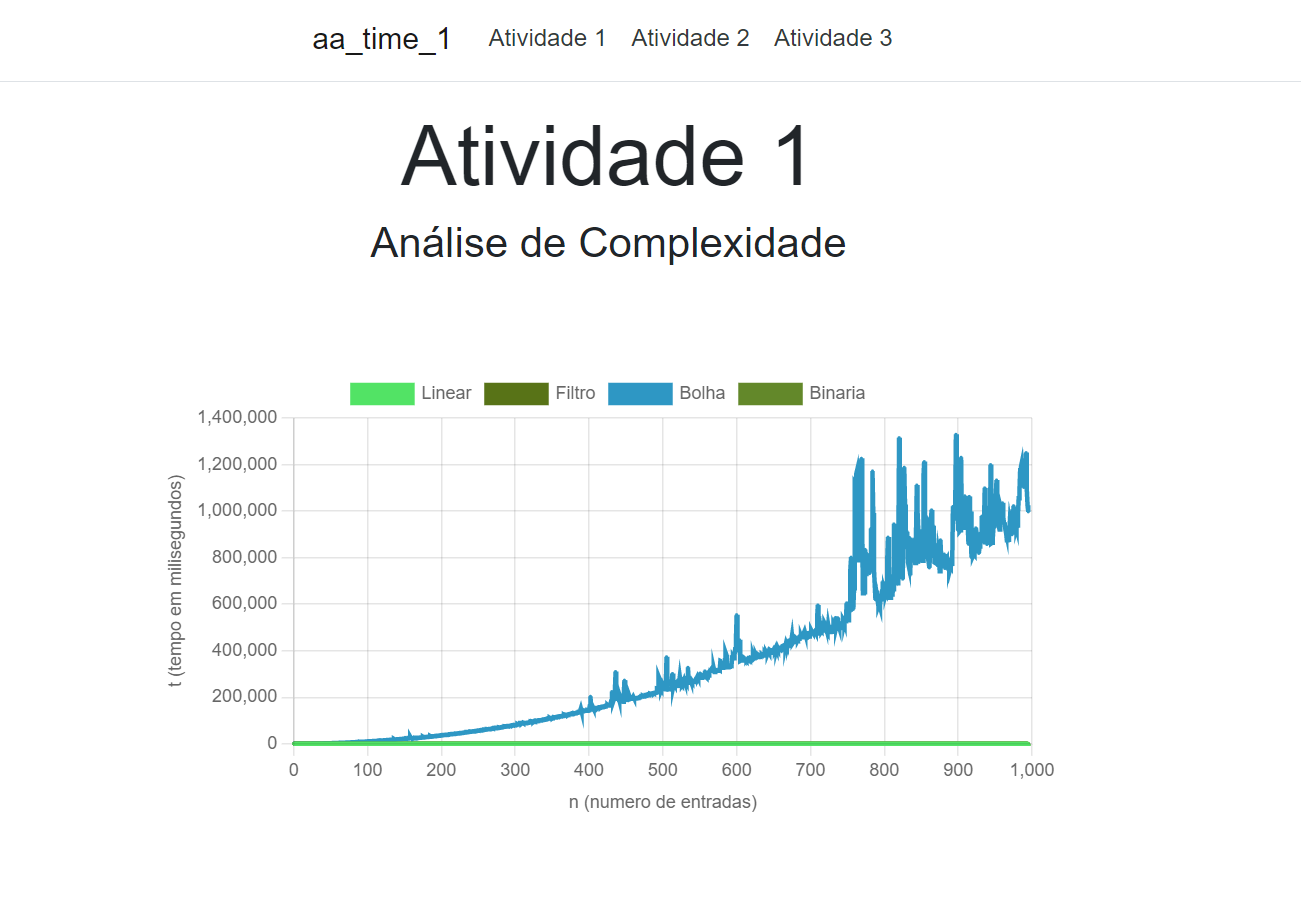 aa_time_1 Atividade 1 Atividade 2 Atividade 3
Atividade 1
Análise de Complexidade
Linear Filtro Bolha Binaria
1,400,000
1,200,000
1,000,000
800,000
600,000
400,000
200,000
0
t (tempo em milisegundos)
0 100 200 300 400 500 600 700 800 900 1,000
n (numero de entradas)